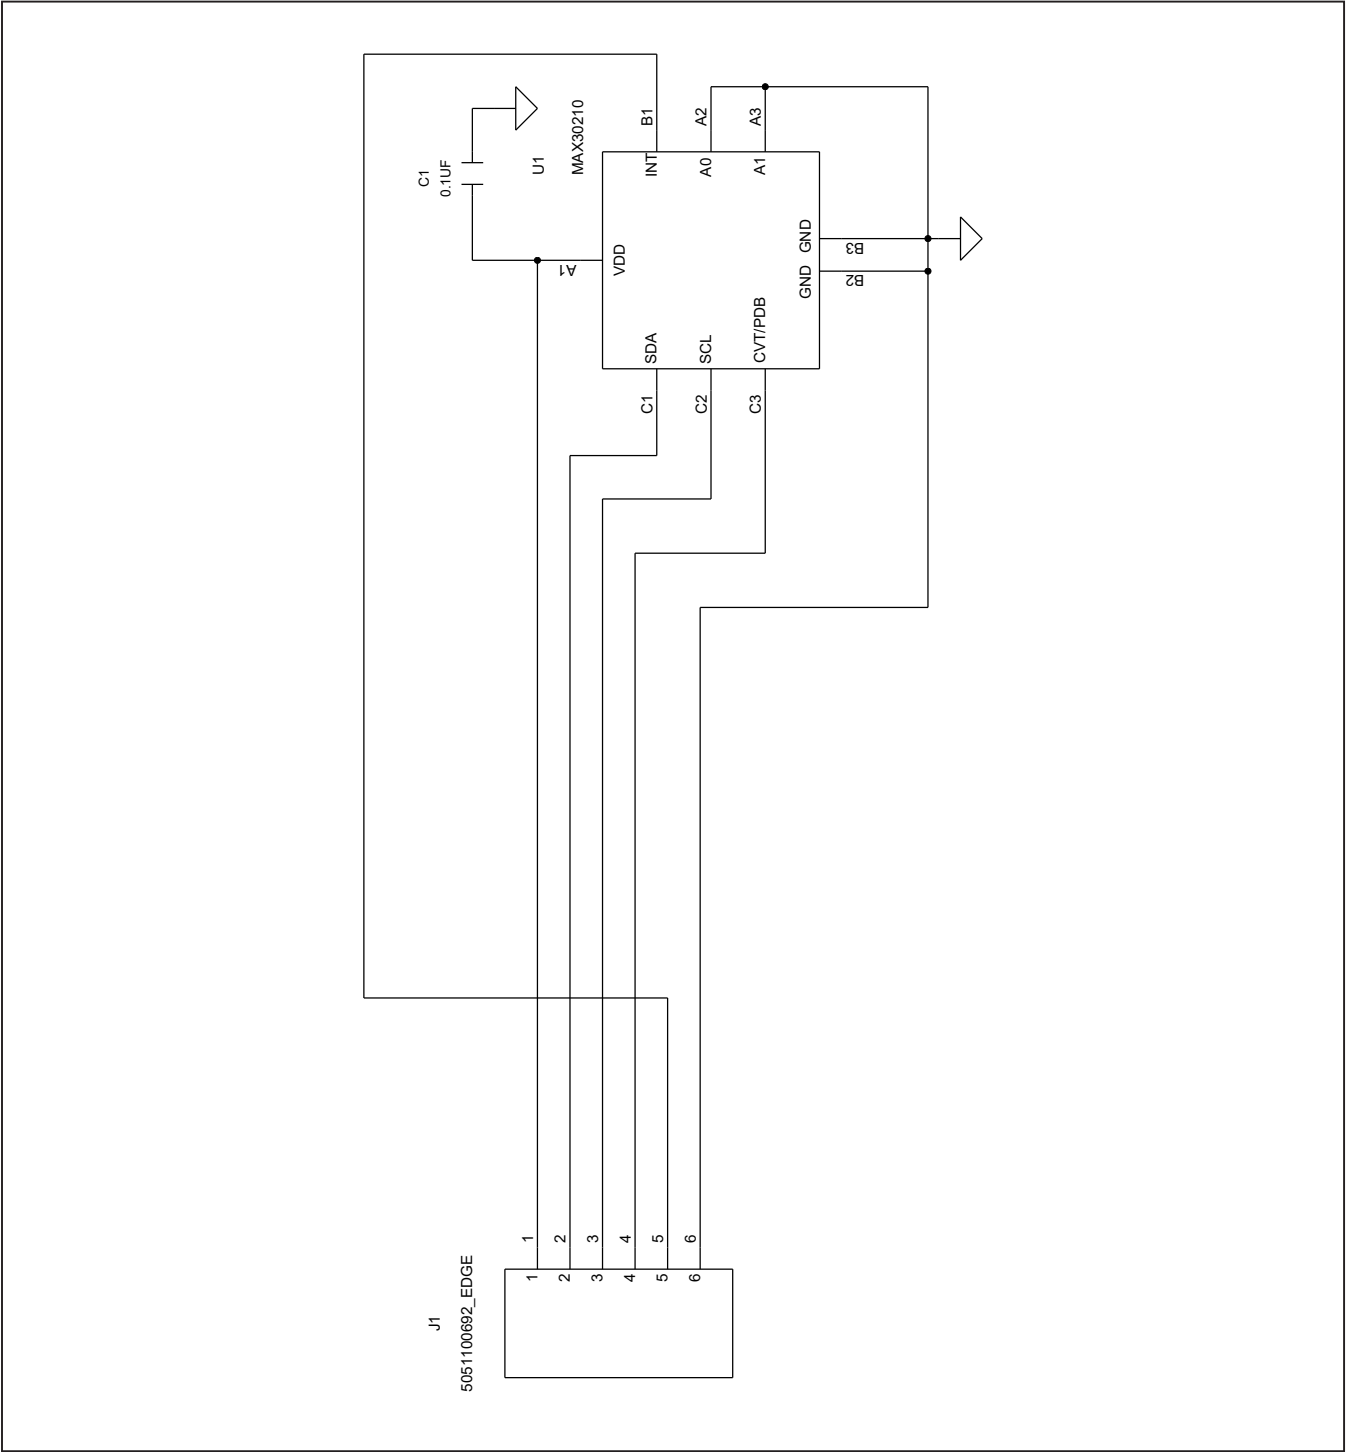 C1
0.1UF
U1
MAX30210
B1
A2
A3
INT
A0
A1
A1
VDD
GND
B3
GND
B2
SDA
SCL
CVT/PDB
C1
C2
C3
J1
5051100692_EDGE
1
2
3
4
5
6
1
2
3
4
5
6